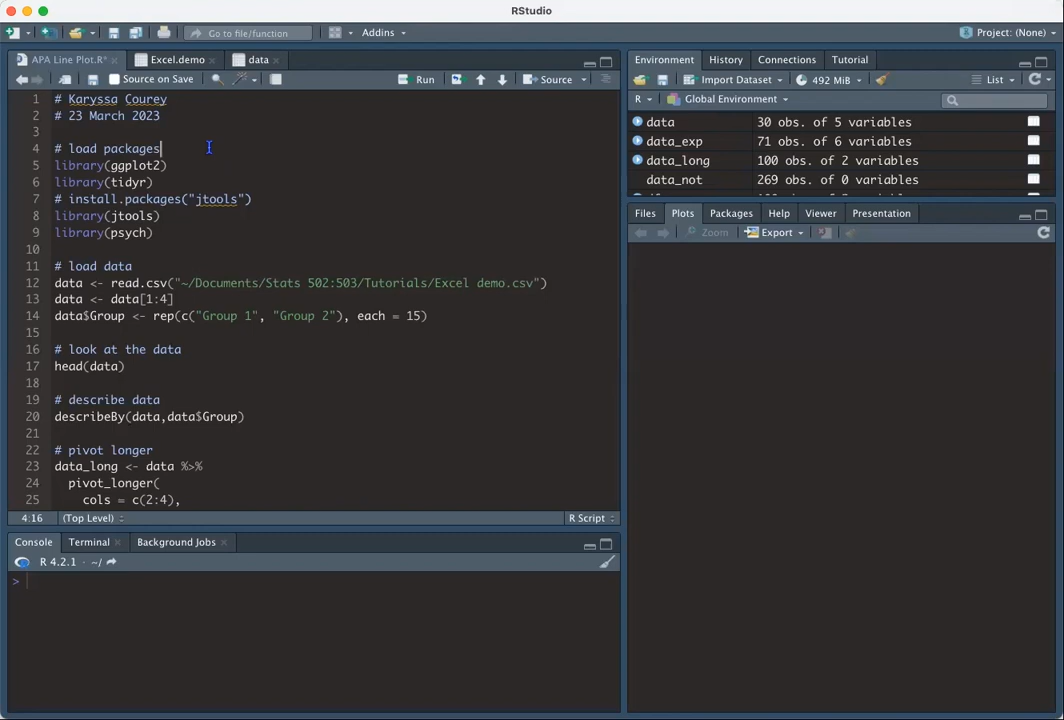 RStudio
Go to file/function
Addins
Project: (None)
APA Line Plot.R*
Excel.demo
data
Source on Save
Run
Source
1 # Karyssa Courey
2 # 23 March 2023
3
4 # load packages
5 library(ggplot2)
6 library(tidyr)
7 # install.packages("jtools")
8 library(jtools)
9 library(psych)
10
11 # load data
12 data <- read.csv("~/Documents/Stats 502:503/Tutorials/Excel demo.csv")
13 data <- data[1:4]
14 data$Group <- rep(c("Group 1", "Group 2"), each = 15)
15
16 # look at the data
17 head(data)
18
19 # describe data
20 describeBy(data,data$Group)
21
22 # pivot longer
23 data_long <- data %>%
24 pivot_longer(
25 cols = c(2:4),
4:16
(Top Level)
R Script
Console
Terminal
Background Jobs
R 4.2.1 · ~/
>
Environment
History
Connections
Tutorial
Import Dataset
492 MiB
List
R
Global Environment
data 30 obs. of 5 variables
data_exp 71 obs. of 6 variables
data_long 100 obs. of 2 variables
data_not 269 obs. of 0 variables
Files
Plots
Packages
Help
Viewer
Presentation
Zoom
Export